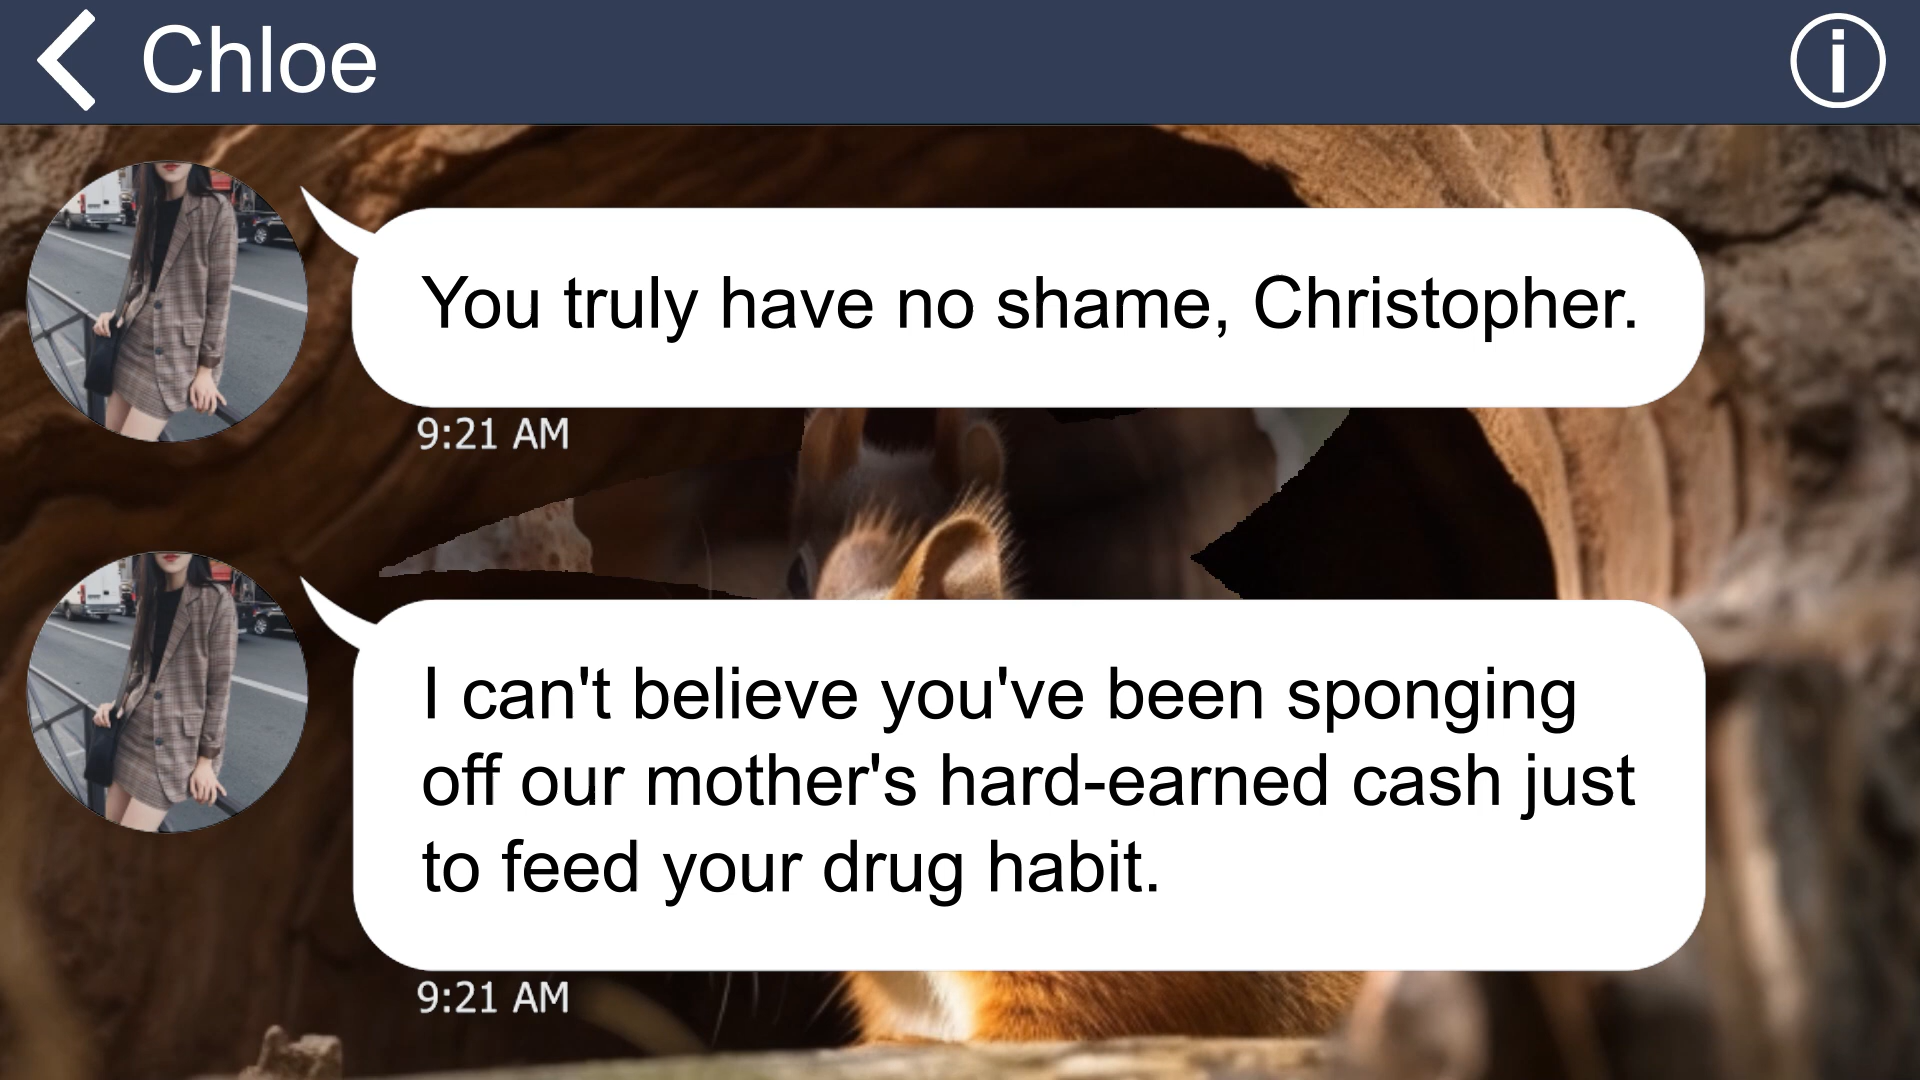 Chloe
You truly have no shame, Christopher.
9:21 AM
I can't believe you've been sponging
off our mother's hard-earned cash just
to feed your drug habit.
9:21 AM